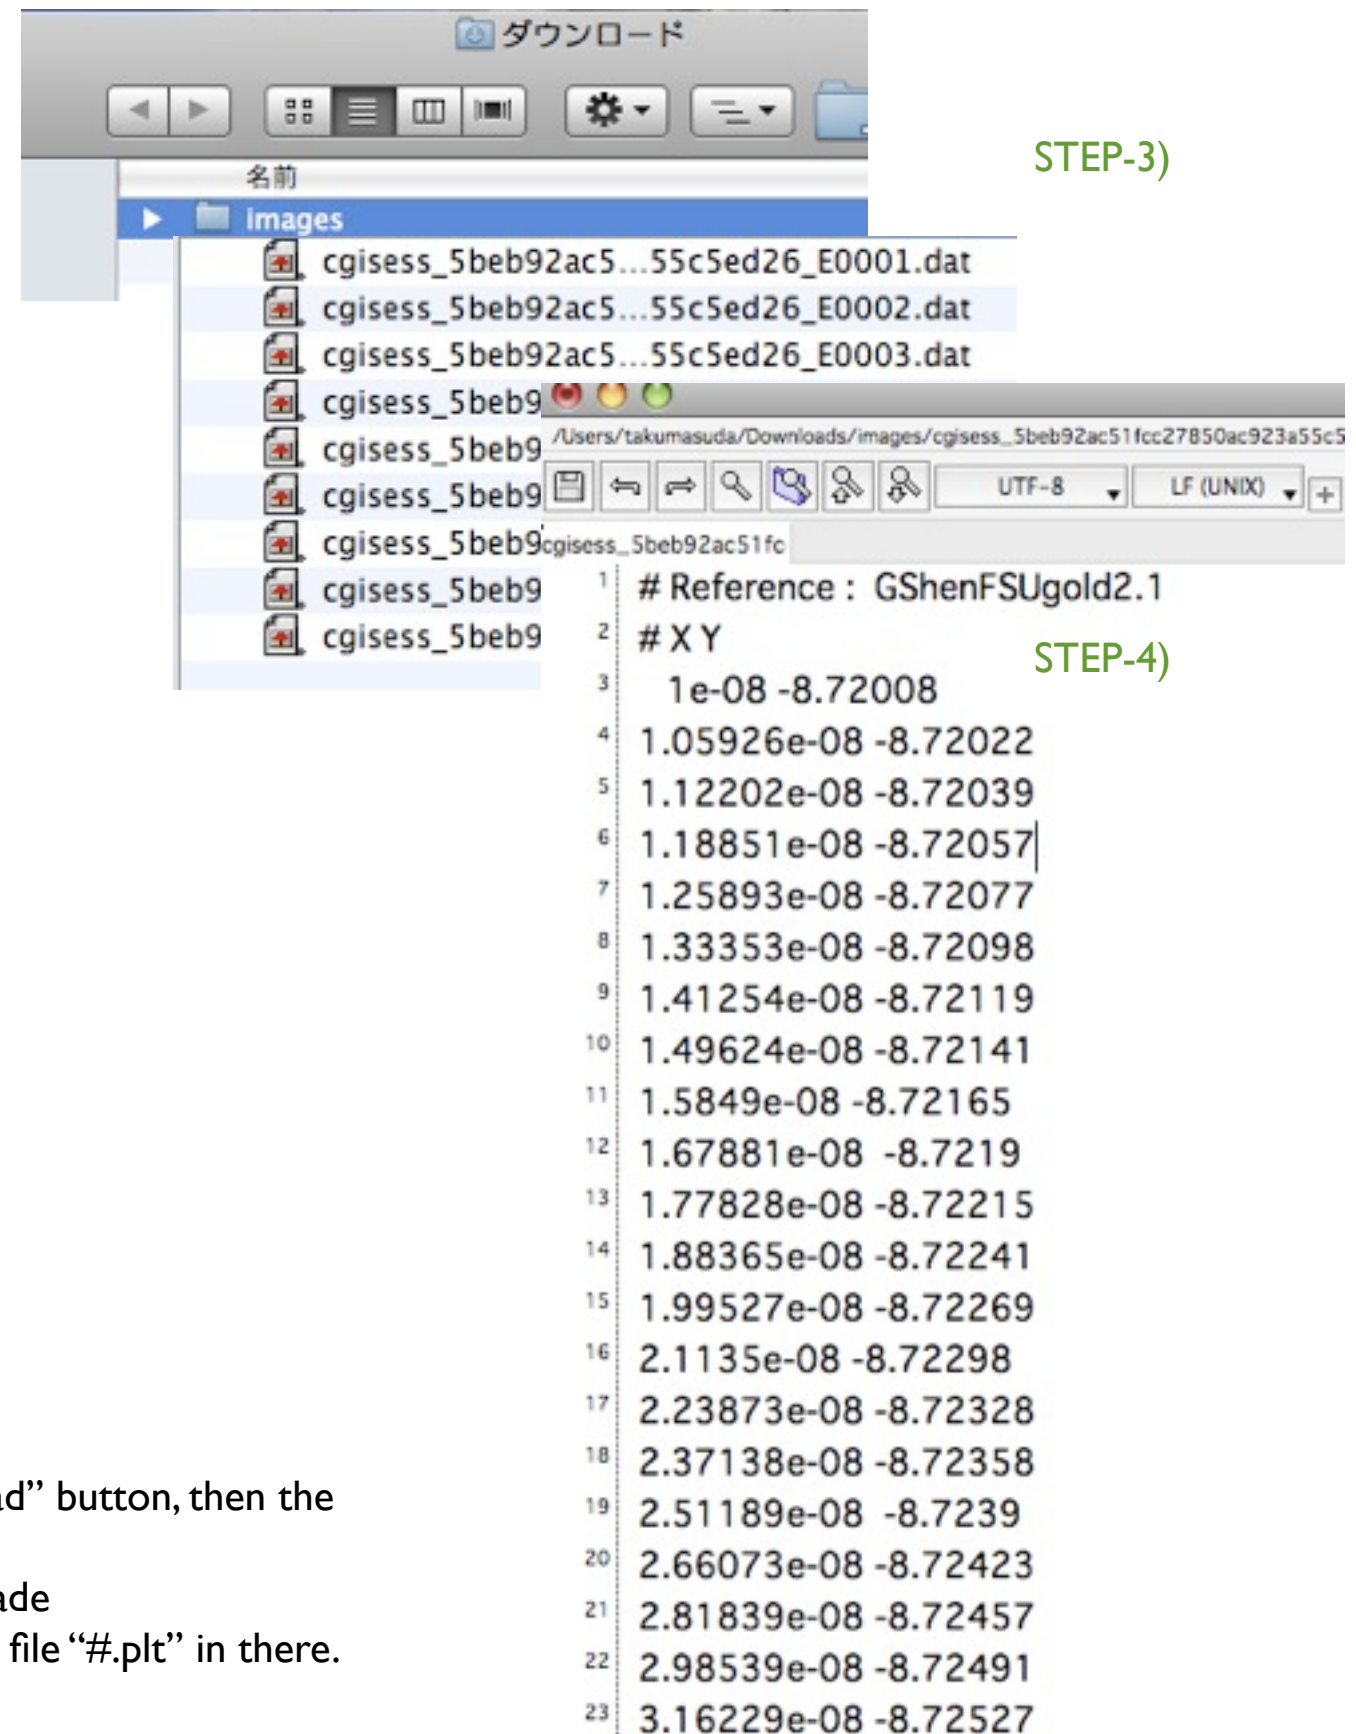 ダウンロード
名前
images
cgisess_5beb92ac5...55c5ed26_E0001.dat
cgisess_5beb92ac5...55c5ed26_E0002.dat
cgisess_5beb92ac5...55c5ed26_E0003.dat
cgisess_5beb9
cgisess_5beb9
cgisess_5beb9
cgisess_5beb9
cgisess_5beb9
cgisess_5beb9
STEP-3)
/Users/takumasuda/Downloads/images/cgisess_5beb92ac51fcc27850ac923a55c5
UTF-8
LF (UNIX)
cgisess_5beb92ac51fc
1 # Reference : GShenFSUgold2.1
2 # X Y
3 1e-08 -8.72008
4 1.05926e-08 -8.72022
5 1.12202e-08 -8.72039
6 1.18851e-08 -8.72057
7 1.25893e-08 -8.72077
8 1.33353e-08 -8.72098
9 1.41254e-08 -8.72119
10 1.49624e-08 -8.72141
11 1.5849e-08 -8.72165
12 1.67881e-08 -8.7219
13 1.77828e-08 -8.72215
14 1.88365e-08 -8.72241
15 1.99527e-08 -8.72269
16 2.1135e-08 -8.72298
17 2.23873e-08 -8.72328
18 2.37138e-08 -8.72358
19 2.51189e-08 -8.7239
20 2.66073e-08 -8.72423
21 2.81839e-08 -8.72457
22 2.98539e-08 -8.72491
23 3.16229e-08 -8.72527
STEP-4)
ad” button, then the
ade
file “#.plt” in there.